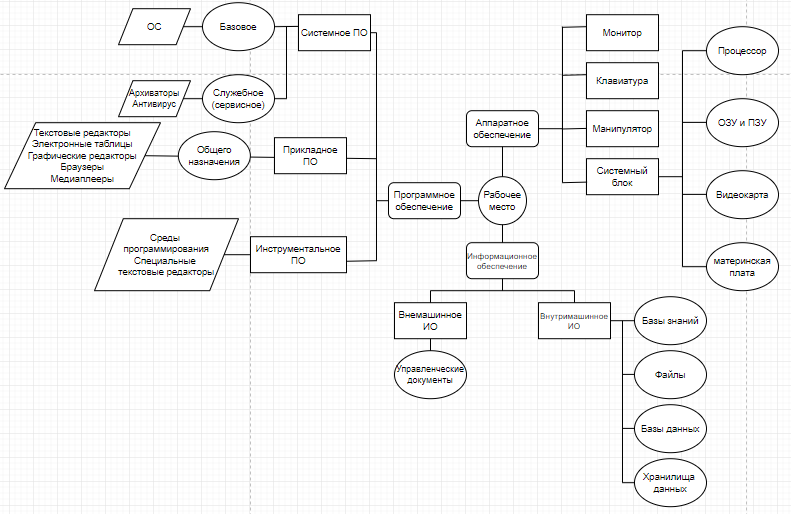 ОС
Базовое
Системное ПО
Архиваторы
Антивирус
Служебное
(сервисное)
Текстовые редакторы
Электронные таблицы
Графические редакторы
Браузеры
Медиаплееры
Общего
назначения
Прикладное
ПО
Среды
программирования
Специальные
текстовые редакторы
Инструментальное
ПО
Программное
обеспечение
Рабочее
место
Аппаратное
обеспечение
Монитор
Клавиатура
Манипулятор
Системный
блок
Процессор
ОЗУ и ПЗУ
Видеокарта
материнская
плата
Информационное
обеспечение
Внемашинное
ИО
Управленческие
документы
Внутримашинное
ИО
Базы знаний
Файлы
Базы данных
Хранилища
данных